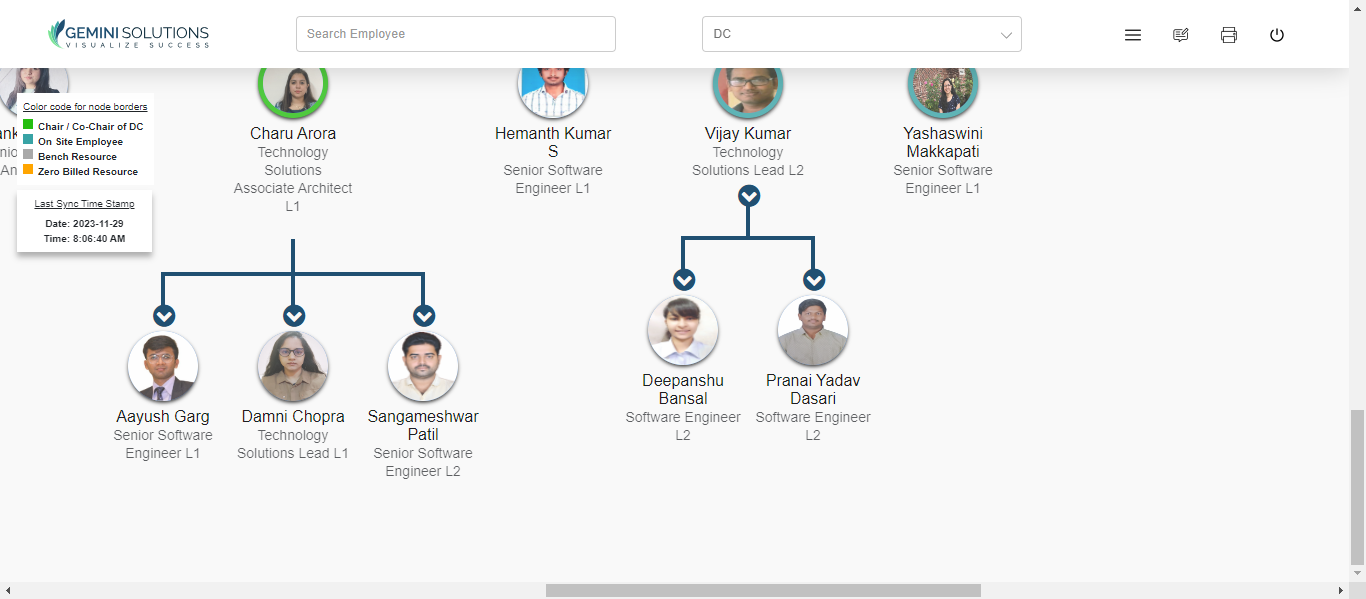 GEMINI SOLUTIONS
VISUALIZE SUCCESS
Search Employee
DC
Color code for node borders
Chair / Co-Chair of DC
On Site Employee
Bench Resource
Zero Billed Resource
Last Sync Time Stamp
Date: 2023-11-29
Time: 8:06:40 AM
Charu Arora
Technology
Solutions
Associate Architect
L1
Hemanth Kumar
S
Senior Software
Engineer L1
Vijay Kumar
Technology
Solutions Lead L2
Yashaswini
Makkapati
Senior Software
Engineer L1
Aayush Garg
Senior Software
Engineer L1
Damni Chopra
Technology
Solutions Lead L1
Sangameshwar
Patil
Senior Software
Engineer L2
Deepanshu
Bansal
Software Engineer
L2
Pranai Yadav
Dasari
Software Engineer
L2